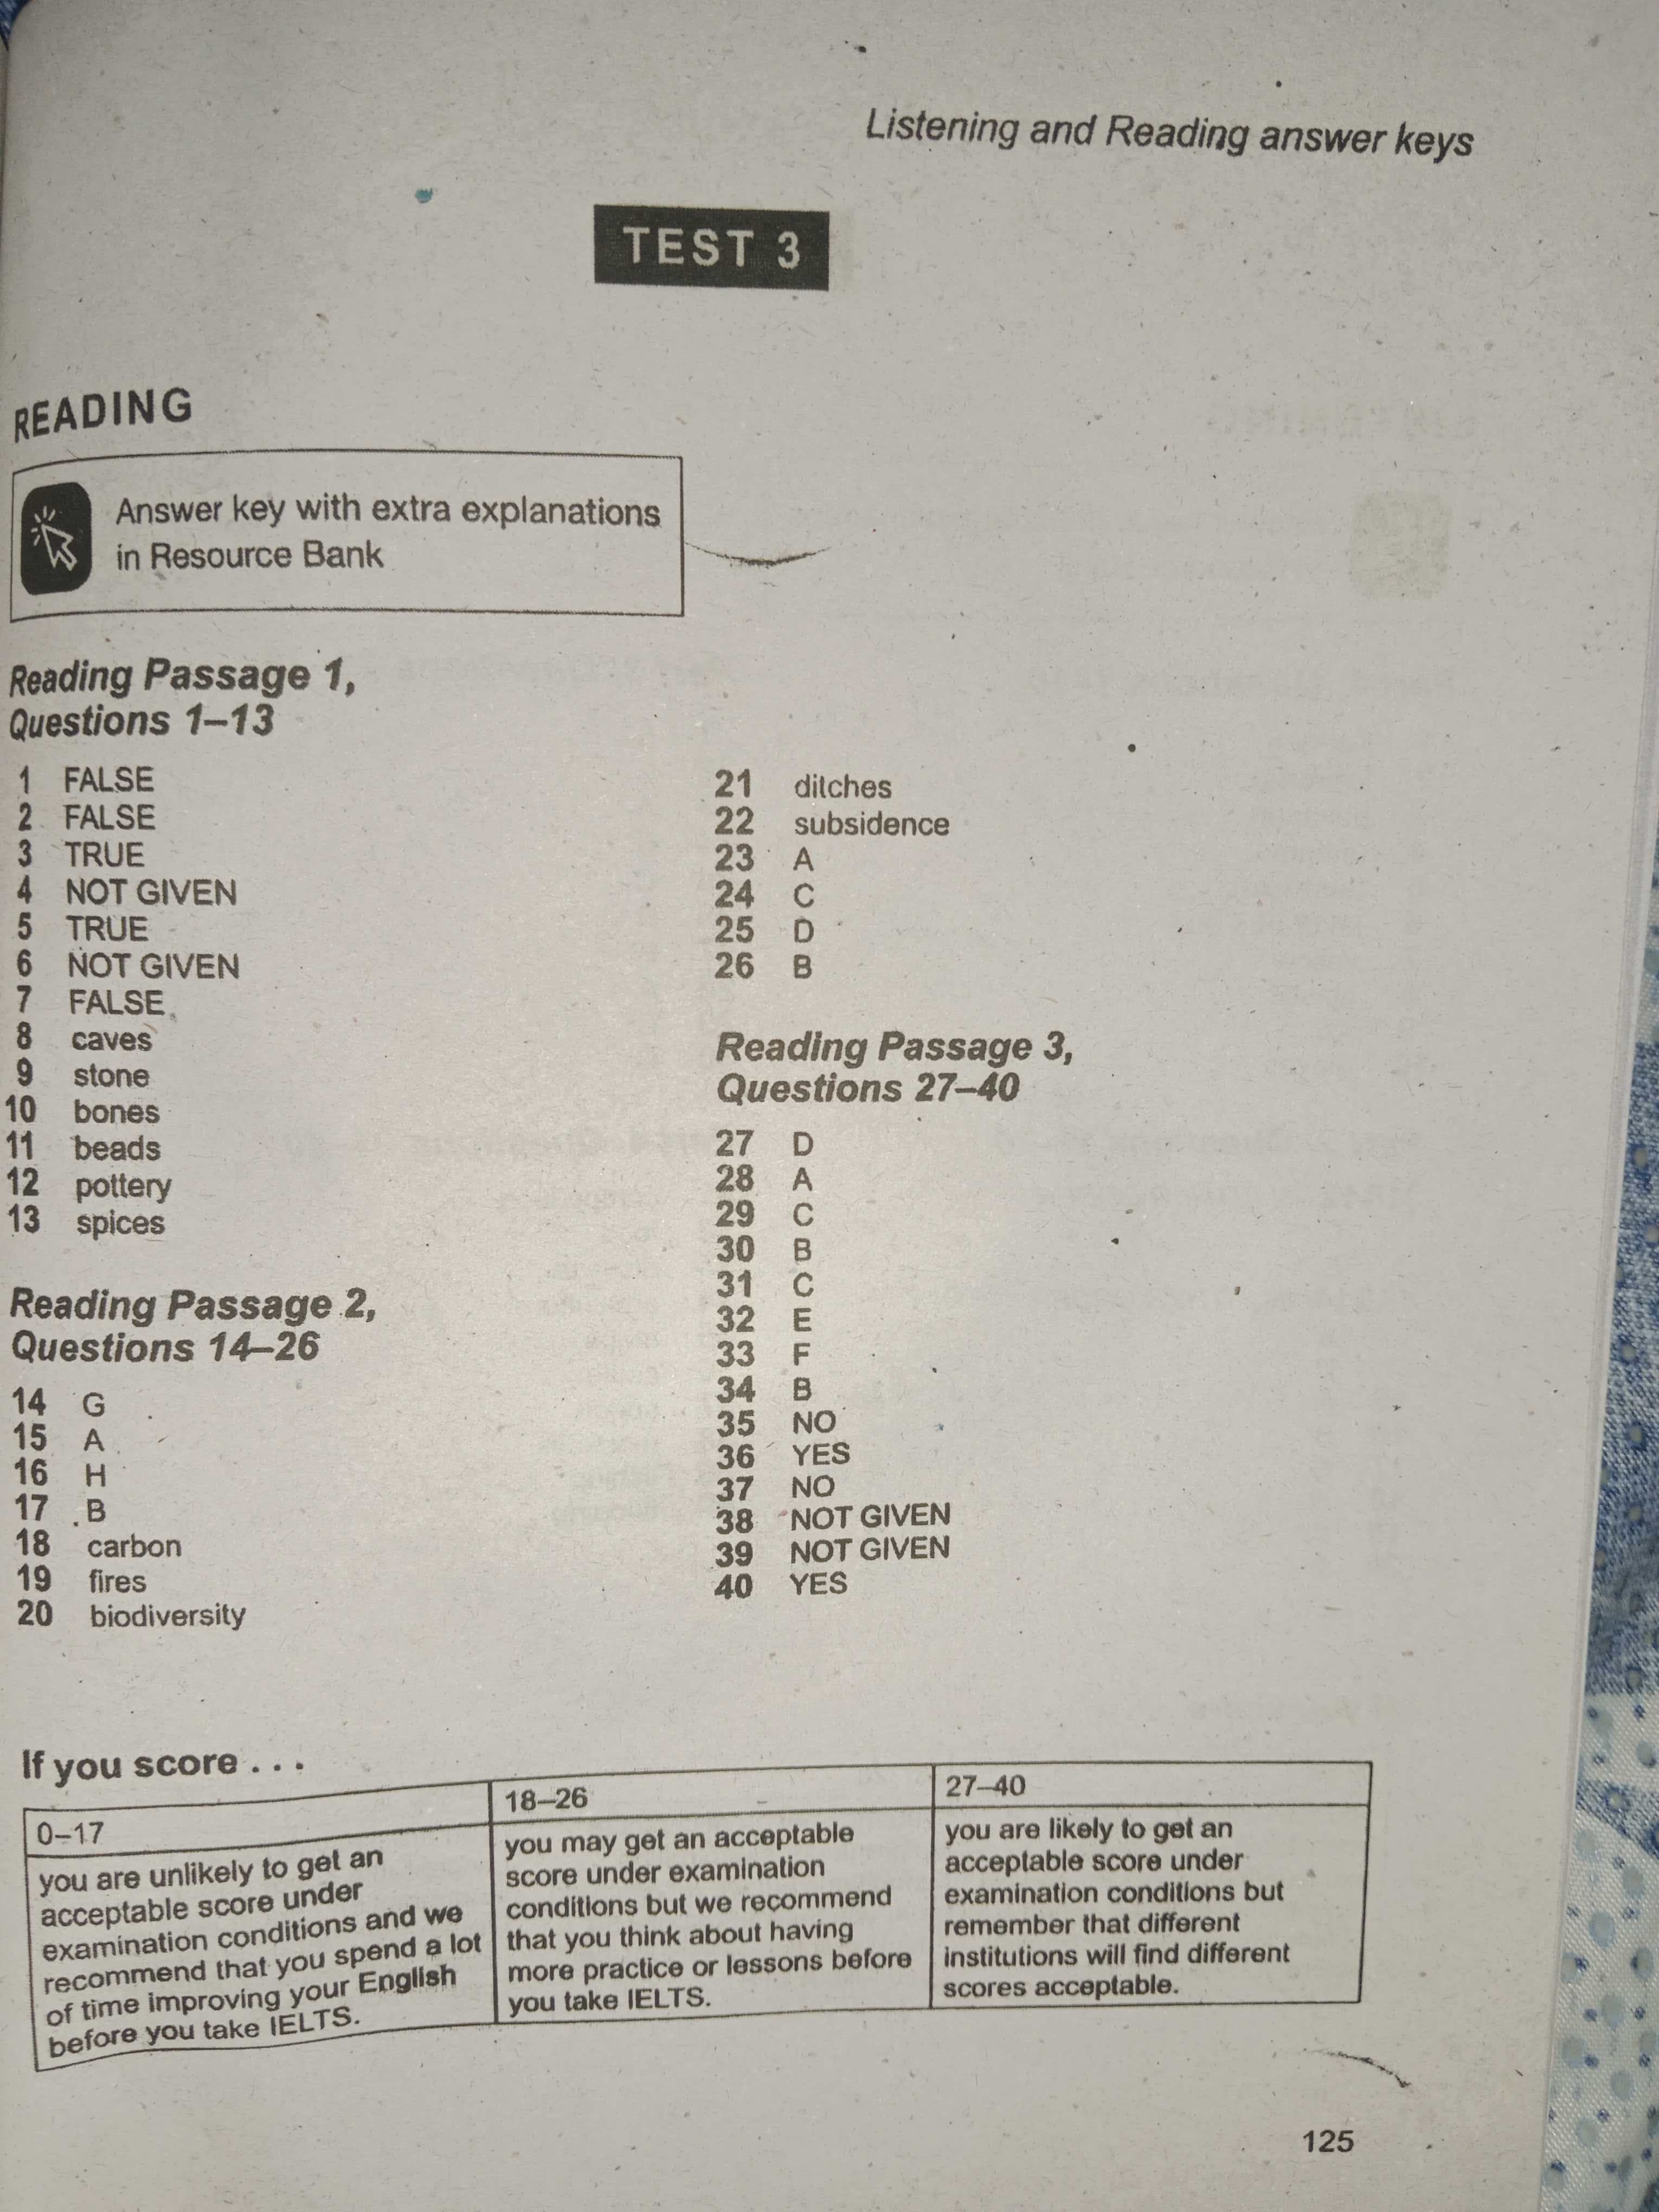 Listening and Reading answer keys
TEST 3
READING
Answer key with extra explanations
in Resource Bank
Reading Passage 1,
Questions 1–13
1 FALSE
2 FALSE
3 TRUE
4 NOT GIVEN
5 TRUE
6 NOT GIVEN
7 FALSE
8 caves
9 stone
10 bones
11 beads
12 pottery
13 spices
Reading Passage 2,
Questions 14–26
14 G
15 A
16 H
17 B
18 carbon
19 fires
20 biodiversity
21 ditches
22 subsidence
23 A
24 C
25 D
26 B
Reading Passage 3,
Questions 27–40
27 D
28 A
29 C
30 B
31 C
32 E
33 F
34 B
35 NO
36 YES
37 NO
38 NOT GIVEN
39 NOT GIVEN
40 YES
If you score . . .
0–17
you are unlikely to get an
acceptable score under
examination conditions and we
recommend that you spend a lot
of time improving your English
before you take IELTS.
18–26
you may get an acceptable
score under examination
conditions but we recommend
that you think about having
more practice or lessons before
you take IELTS.
27–40
you are likely to get an
acceptable score under
examination conditions but
remember that different
institutions will find different
scores acceptable.
125